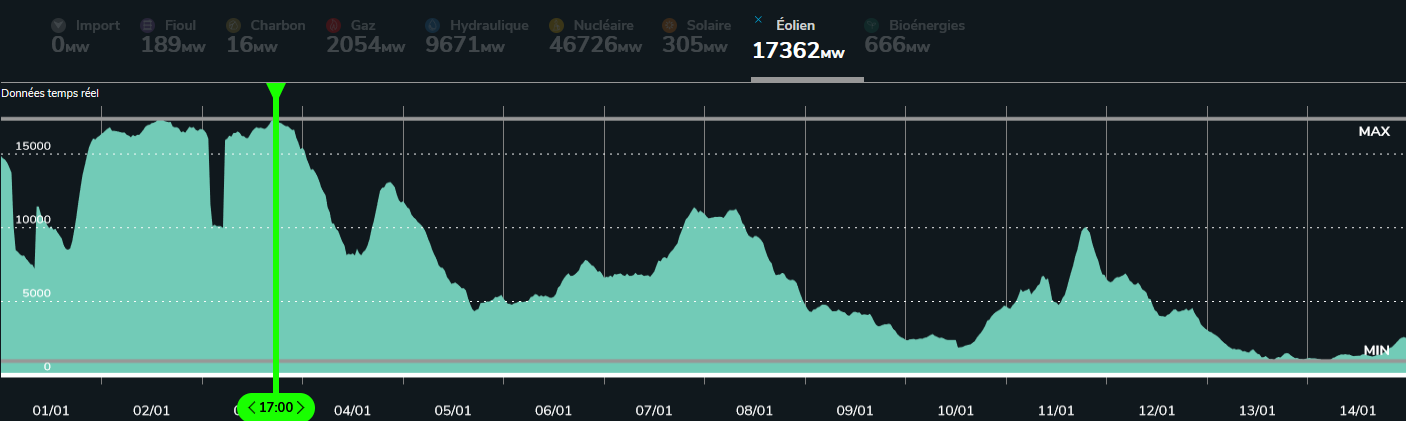 Import Fioul Charbon Gaz Hydraulique Nucléaire Solaire Éolien Bioénergies
0MW 189MW 16MW 2054MW 9671MW 46726MW 305MW 17362MW 666MW
Données temps réel
MAX
15000
10000
5000
MIN
0
01/01 02/01 17:00 04/01 05/01 06/01 07/01 08/01 09/01 10/01 11/01 12/01 13/01 14/01